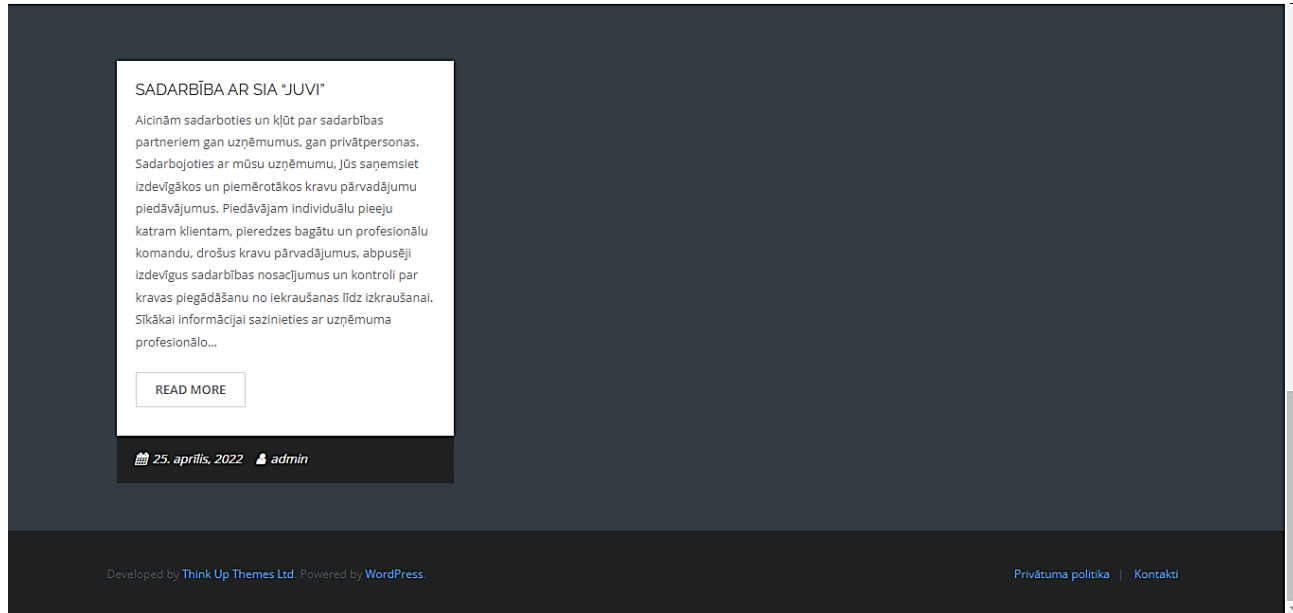 SADARBĪBA AR SIA “JUVI”
Aicinām sadarboties un kļūt par sadarbības
partneriem gan uzņēmumus, gan privātpersonas.
Sadarbojoties ar mūsu uzņēmumu, Jūs saņemsiet
izdevīgākos un piemērotākos kravu pārvadājumu
piedāvājumus. Piedāvājam individuālu pieeju
katram klientam, pieredzes bagātu un profesionālu
komandu, drošus kravu pārvadājumus, abpusēji
izdevīgus sadarbības nosacījumus un kontroli par
kravas piegādāšanu no iekraušanas līdz izkraušanai.
Sīkākai informācijai sazinieties ar uzņēmuma
profesionālo...
READ MORE
25. aprīlis, 2022 admin
Developed by Think Up Themes Ltd. Powered by WordPress.
Privātuma politika | Kontakti